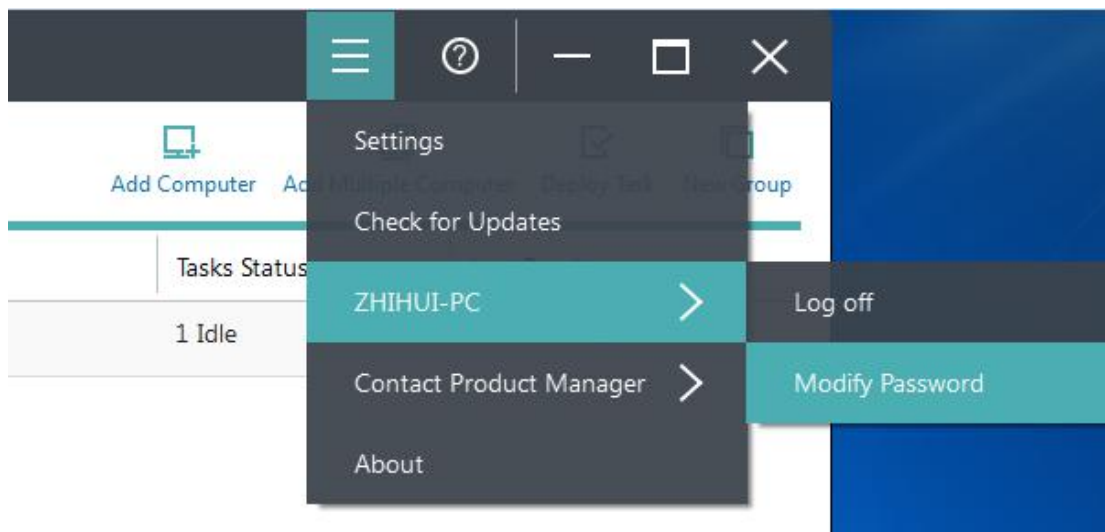 Settings
Add Computer
roup
Check for Updates
Tasks Status
ZHIHUI-PC
Log off
1 Idle
Contact Product Manager
Modify Password
About